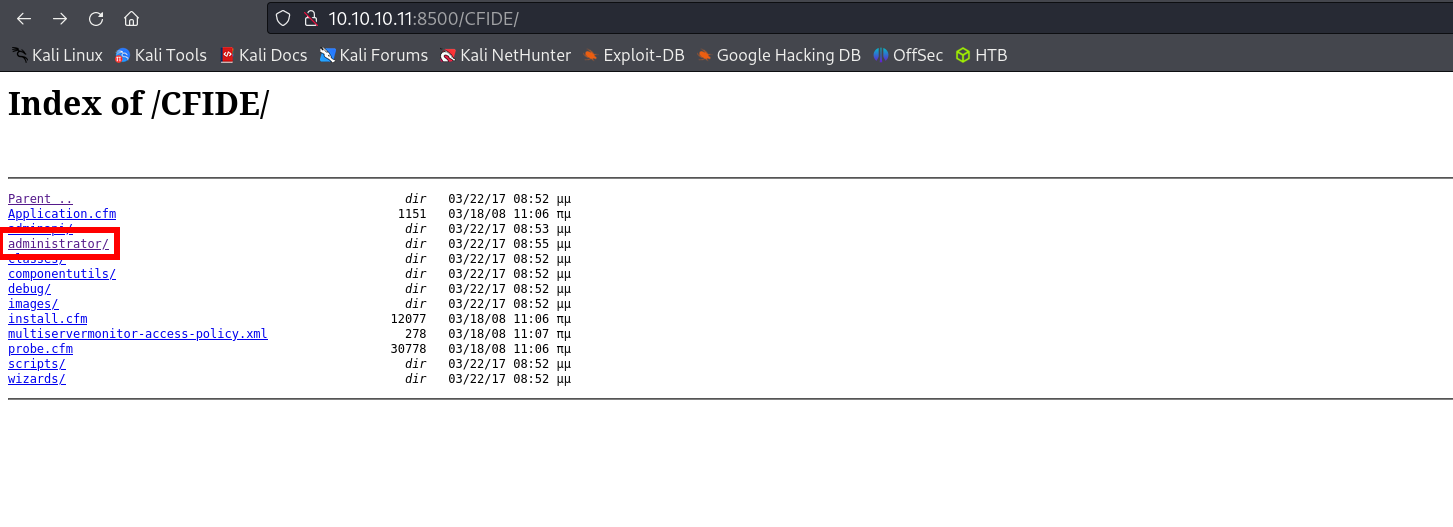 10.10.10.11:8500/CFIDE/
Kali Linux Kali Tools Kali Docs Kali Forums Kali NetHunter Exploit-DB Google Hacking DB OffSec HTB
Index of /CFIDE/
Parent .. dir 03/22/17 08:52 μμ
Application.cfm 1151 03/18/08 11:06 πμ
adminapi/ dir 03/22/17 08:53 μμ
administrator/ dir 03/22/17 08:55 μμ
classes/ dir 03/22/17 08:52 μμ
componentutils/ dir 03/22/17 08:52 μμ
debug/ dir 03/22/17 08:52 μμ
images/ dir 03/22/17 08:52 μμ
install.cfm 12077 03/18/08 11:06 πμ
multiservermonitor-access-policy.xml 278 03/18/08 11:07 πμ
probe.cfm 30778 03/18/08 11:06 πμ
scripts/ dir 03/22/17 08:52 μμ
wizards/ dir 03/22/17 08:52 μμ